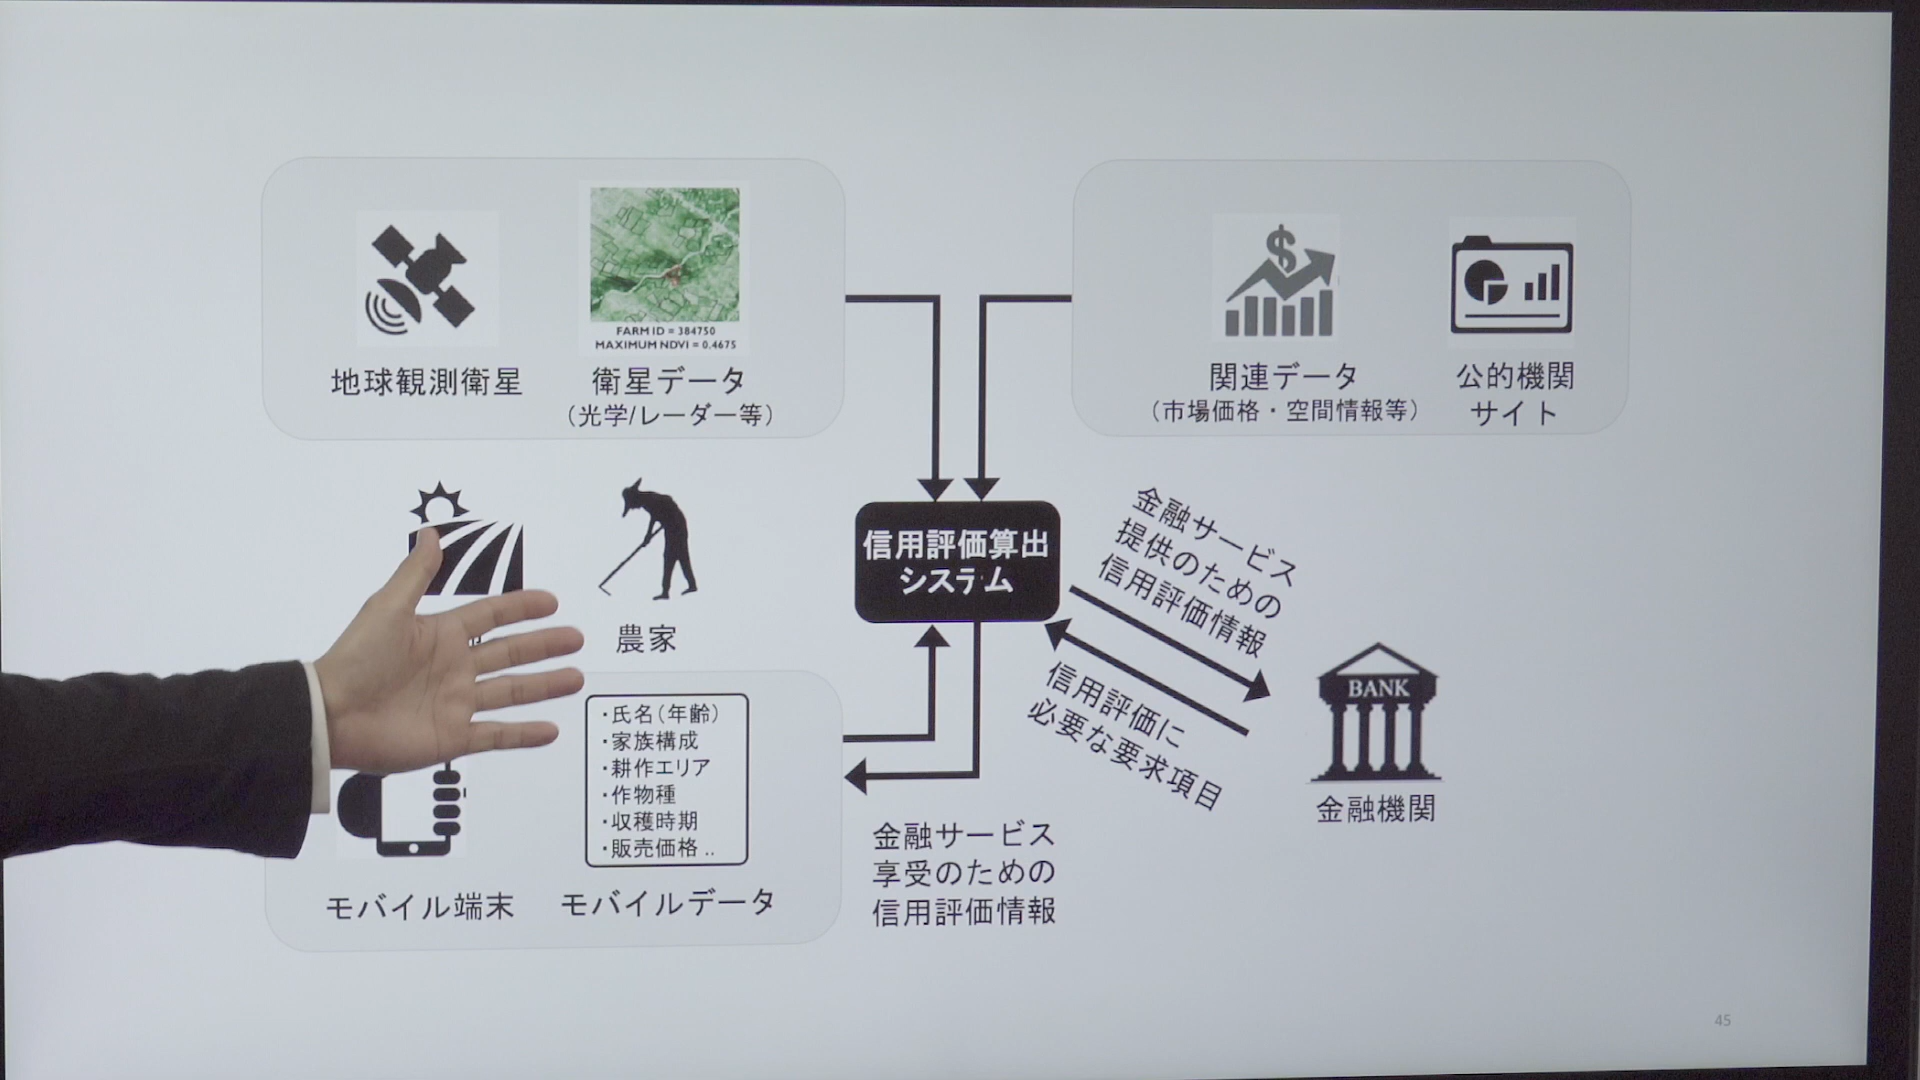 FARM ID = 384750
MAXIMUM NDVI = 0.4675
地球観測衛星
衛星データ
（光学/レーダー等）
関連データ
（市場価格・空間情報等）
公的機関
サイト
農家
信用評価算出
システム
金融サービス
提供のための
信用評価情報
信用評価に
必要な要求項目
BANK
金融機関
・氏名（年齢）
・家族構成
・耕作エリア
・作物種
・収穫時期
・販売価格 ..
モバイル端末
モバイルデータ
金融サービス
享受のための
信用評価情報
45